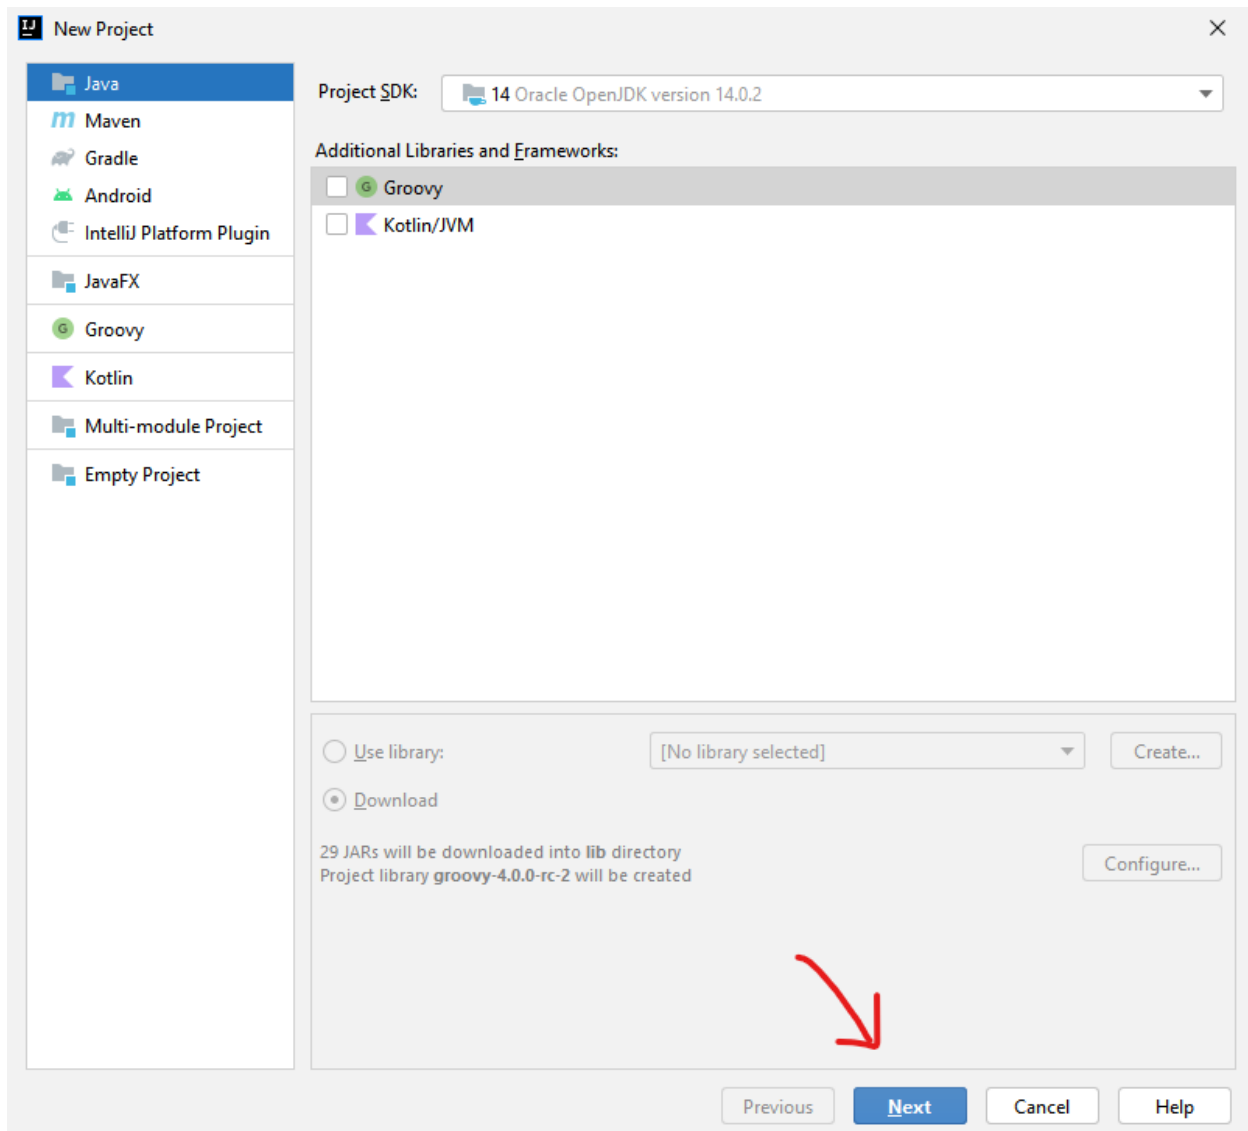 New Project
Java
Maven
Gradle
Android
IntelliJ Platform Plugin
JavaFX
Groovy
Kotlin
Multi-module Project
Empty Project
Project SDK: 14 Oracle OpenJDK version 14.0.2
Additional Libraries and Frameworks:
Groovy
Kotlin/JVM
Use library: [No library selected] Create...
Download
29 JARs will be downloaded into lib directory
Project library groovy-4.0.0-rc-2 will be created
Configure...
Previous Next Cancel Help